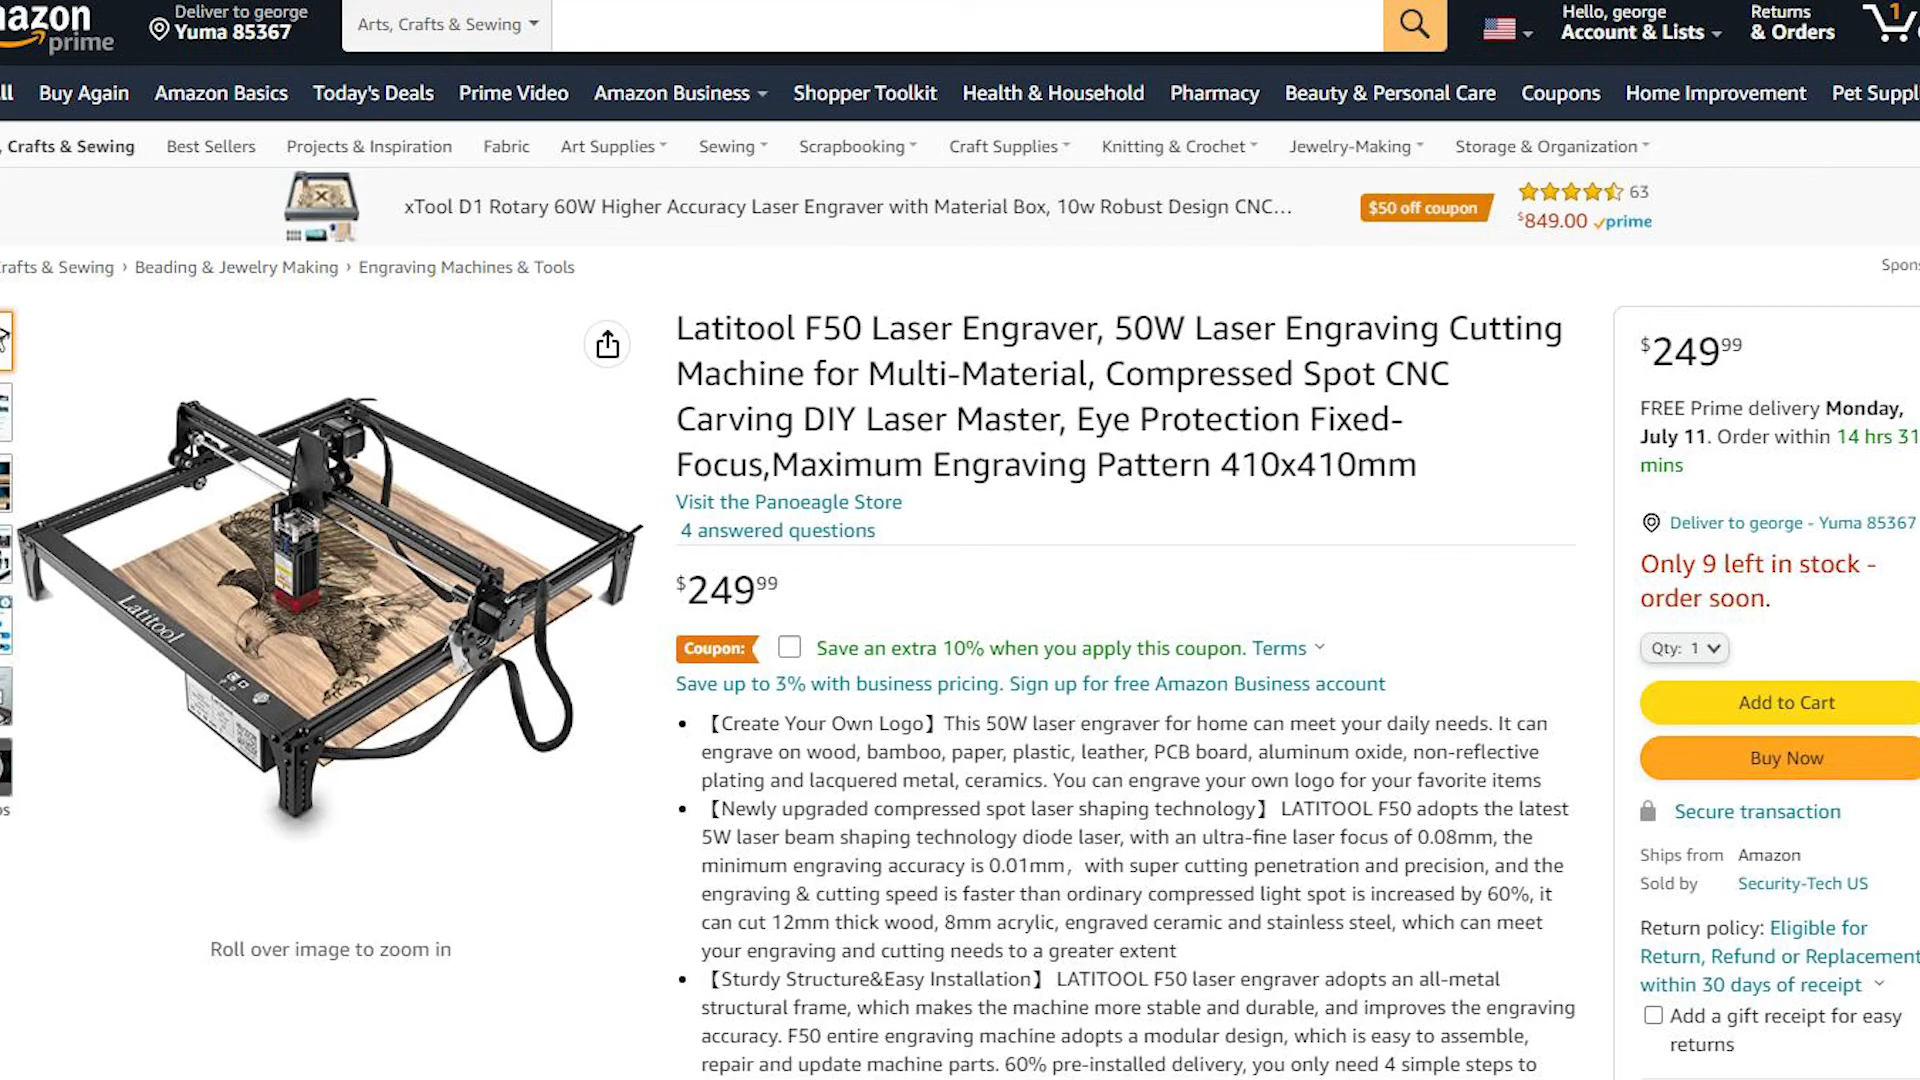 mazon
prime
Deliver to george
Yuma 85367
Arts, Crafts & Sewing
Hello, george
Account & Lists
Returns
& Orders
1
ll Buy Again Amazon Basics Today's Deals Prime Video Amazon Business Shopper Toolkit Health & Household Pharmacy Beauty & Personal Care Coupons Home Improvement Pet Suppl
, Crafts & Sewing Best Sellers Projects & Inspiration Fabric Art Supplies Sewing Scrapbooking Craft Supplies Knitting & Crochet Jewelry-Making Storage & Organization
xTool D1 Rotary 60W Higher Accuracy Laser Engraver with Material Box, 10w Robust Design CNC...
$50 off coupon
63
$849.00 prime
rafts & Sewing › Beading & Jewelry Making › Engraving Machines & Tools
Spons
Latitool
Roll over image to zoom in
Latitool F50 Laser Engraver, 50W Laser Engraving Cutting
Machine for Multi-Material, Compressed Spot CNC
Carving DIY Laser Master, Eye Protection Fixed-
Focus,Maximum Engraving Pattern 410x410mm
Visit the Panoeagle Store
4 answered questions
$249 99
Coupon: Save an extra 10% when you apply this coupon. Terms
Save up to 3% with business pricing. Sign up for free Amazon Business account
• 【Create Your Own Logo】This 50W laser engraver for home can meet your daily needs. It can
engrave on wood, bamboo, paper, plastic, leather, PCB board, aluminum oxide, non-reflective
plating and lacquered metal, ceramics. You can engrave your own logo for your favorite items
• 【Newly upgraded compressed spot laser shaping technology】 LATITOOL F50 adopts the latest
5W laser beam shaping technology diode laser, with an ultra-fine laser focus of 0.08mm, the
minimum engraving accuracy is 0.01mm，with super cutting penetration and precision, and the
engraving & cutting speed is faster than ordinary compressed light spot is increased by 60%, it
can cut 12mm thick wood, 8mm acrylic, engraved ceramic and stainless steel, which can meet
your engraving and cutting needs to a greater extent
• 【Sturdy Structure&Easy Installation】 LATITOOL F50 laser engraver adopts an all-metal
structural frame, which makes the machine more stable and durable, and improves the engraving
accuracy. F50 entire engraving machine adopts a modular design, which is easy to assemble,
repair and update machine parts. 60% pre-installed delivery, you only need 4 simple steps to
$249 99
FREE Prime delivery Monday,
July 11. Order within 14 hrs 31
mins
Deliver to george - Yuma 85367
Only 9 left in stock -
order soon.
Qty: 1
Add to Cart
Buy Now
Secure transaction
Ships from Amazon
Sold by Security-Tech US
Return policy: Eligible for
Return, Refund or Replacement
within 30 days of receipt
Add a gift receipt for easy
returns